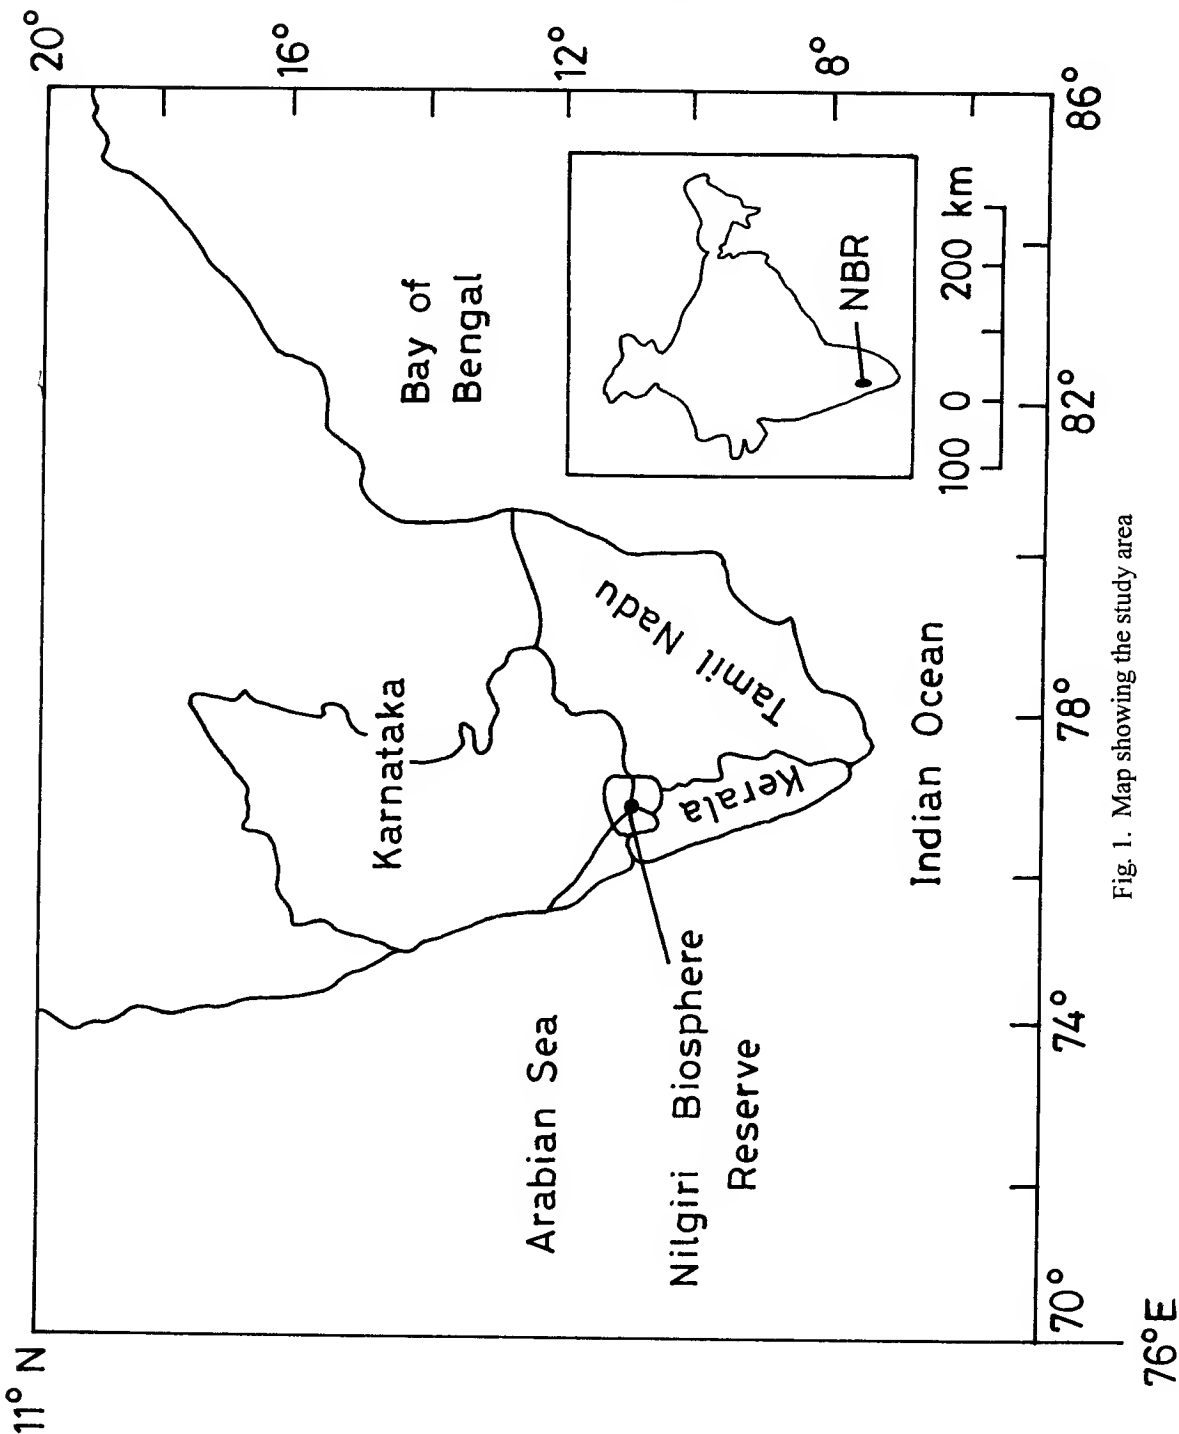 11° N
20°
16°
12°
8°
Bay of
Bengal
Karnataka
Tamil Nadu
Kerala
Arabian Sea
Nilgiri Biosphere
Reserve
Indian Ocean
NBR
100 0 200 km
70° 74° 78° 82° 86°
76°E
Fig. 1. Map showing the study area